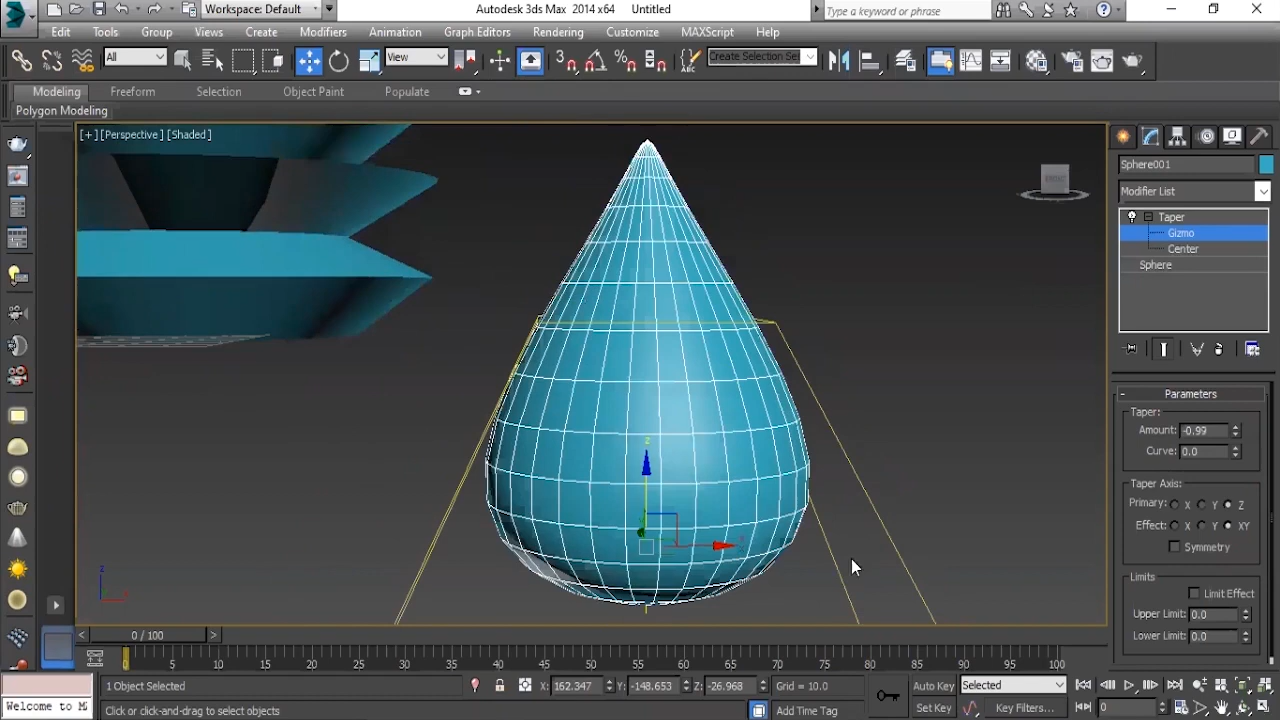 Workspace: Default
Autodesk 3ds Max 2014 x64 Untitled
Type a keyword or phrase
Edit Tools Group Views Create Modifiers Animation Graph Editors Rendering Customize MAXScript Help
All View 3 Create Selection Se
Modeling Freeform Selection Object Paint Populate
Polygon Modeling
[+] [Perspective] [Shaded]
FRONT
Sphere001
Modifier List
Taper
Gizmo
Center
Sphere
Parameters
Taper:
Amount: -0.99
Curve: 0.0
Taper Axis:
Primary: X Y Z
Effect: X Y XY
Symmetry
Limits
Limit Effect
Upper Limit: 0.0
Lower Limit: 0.0
z
z
x
< 0 / 100 >
0 5 10 15 20 25 30 35 40 45 50 55 60 65 70 75 80 85 90 95 100
1 Object Selected X: 162.347 Y: -148.653 Z: -26.968 Grid = 10.0 Auto Key Selected
Welcome to M Click or click-and-drag to select objects Add Time Tag Set Key Key Filters... 0